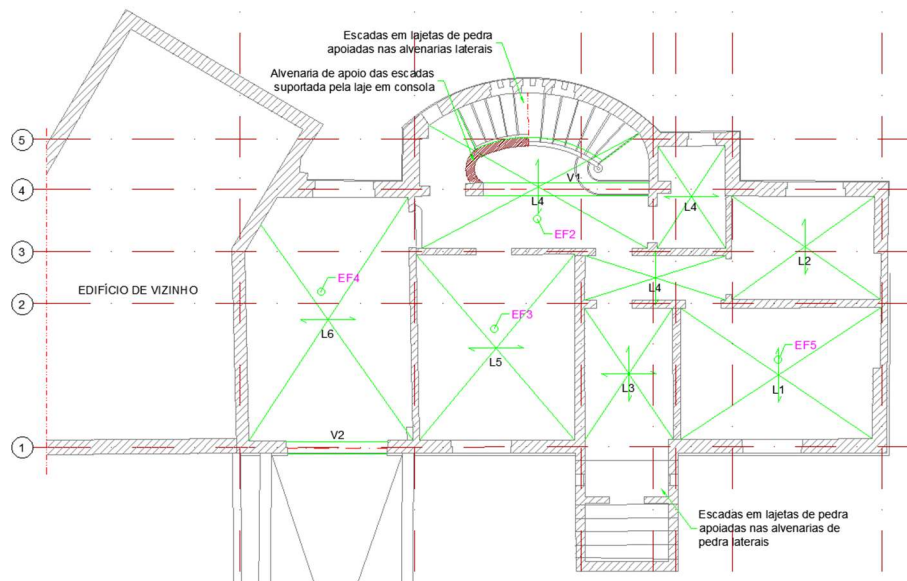 Escadas em lajetas de pedra
apoiadas nas alvenarias laterais
Alvenaria de apoio das escadas
suportada pela laje em consola
5
4
V1
L4
L4
EF2
3
L2
EF4
L4
EDIFÍCIO DE VIZINHO
2
L6
EF3
L5
EF5
L3
L1
V2
1
Escadas em lajetas de pedra
apoiadas nas alvenarias de
pedra laterais